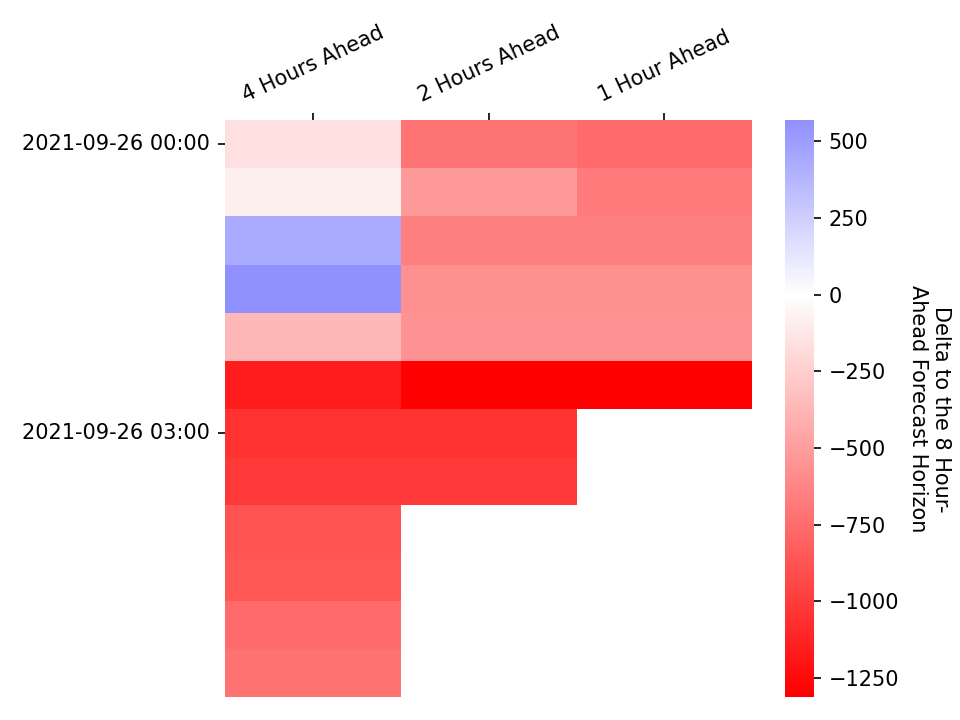 4 Hours Ahead
2 Hours Ahead
1 Hour Ahead
2021-09-26 00:00
2021-09-26 03:00
500
250
0
−250
−500
−750
−1000
−1250
Delta to the 8 Hour-
Ahead Forecast Horizon